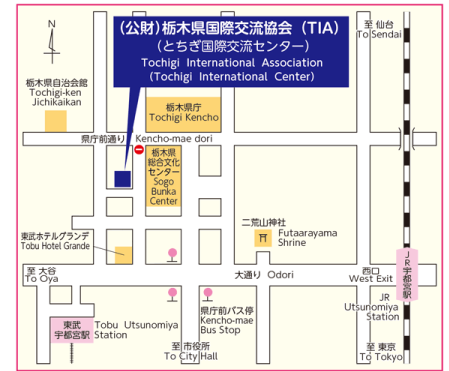 (公財)栃木県国際交流協会(TIA)
(とちぎ国際交流センター)
Tochigi International Association
(Tochigi International Center)
至 仙台
To Sendai
N
栃木県自治会館
Tochigi-ken
Jichikaikan
栃木県庁
Tochigi Kencho
県庁前通り Kencho-mae dori
栃木県
総合文化
センター
Sogo
Bunka
Center
東武ホテルグランデ
Tobu Hotel Grande
二荒山神社
Futaarayama
Shrine
至 大谷
To Oya
大通り Odori
西口
West Exit
JR宇都宮駅
JR
Utsunomiya
Station
県庁前バス停
Kencho-mae
Bus Stop
東武
宇都宮駅
Tobu Utsunomiya
Station
至 市役所
To City Hall
至 東京
To Tokyo